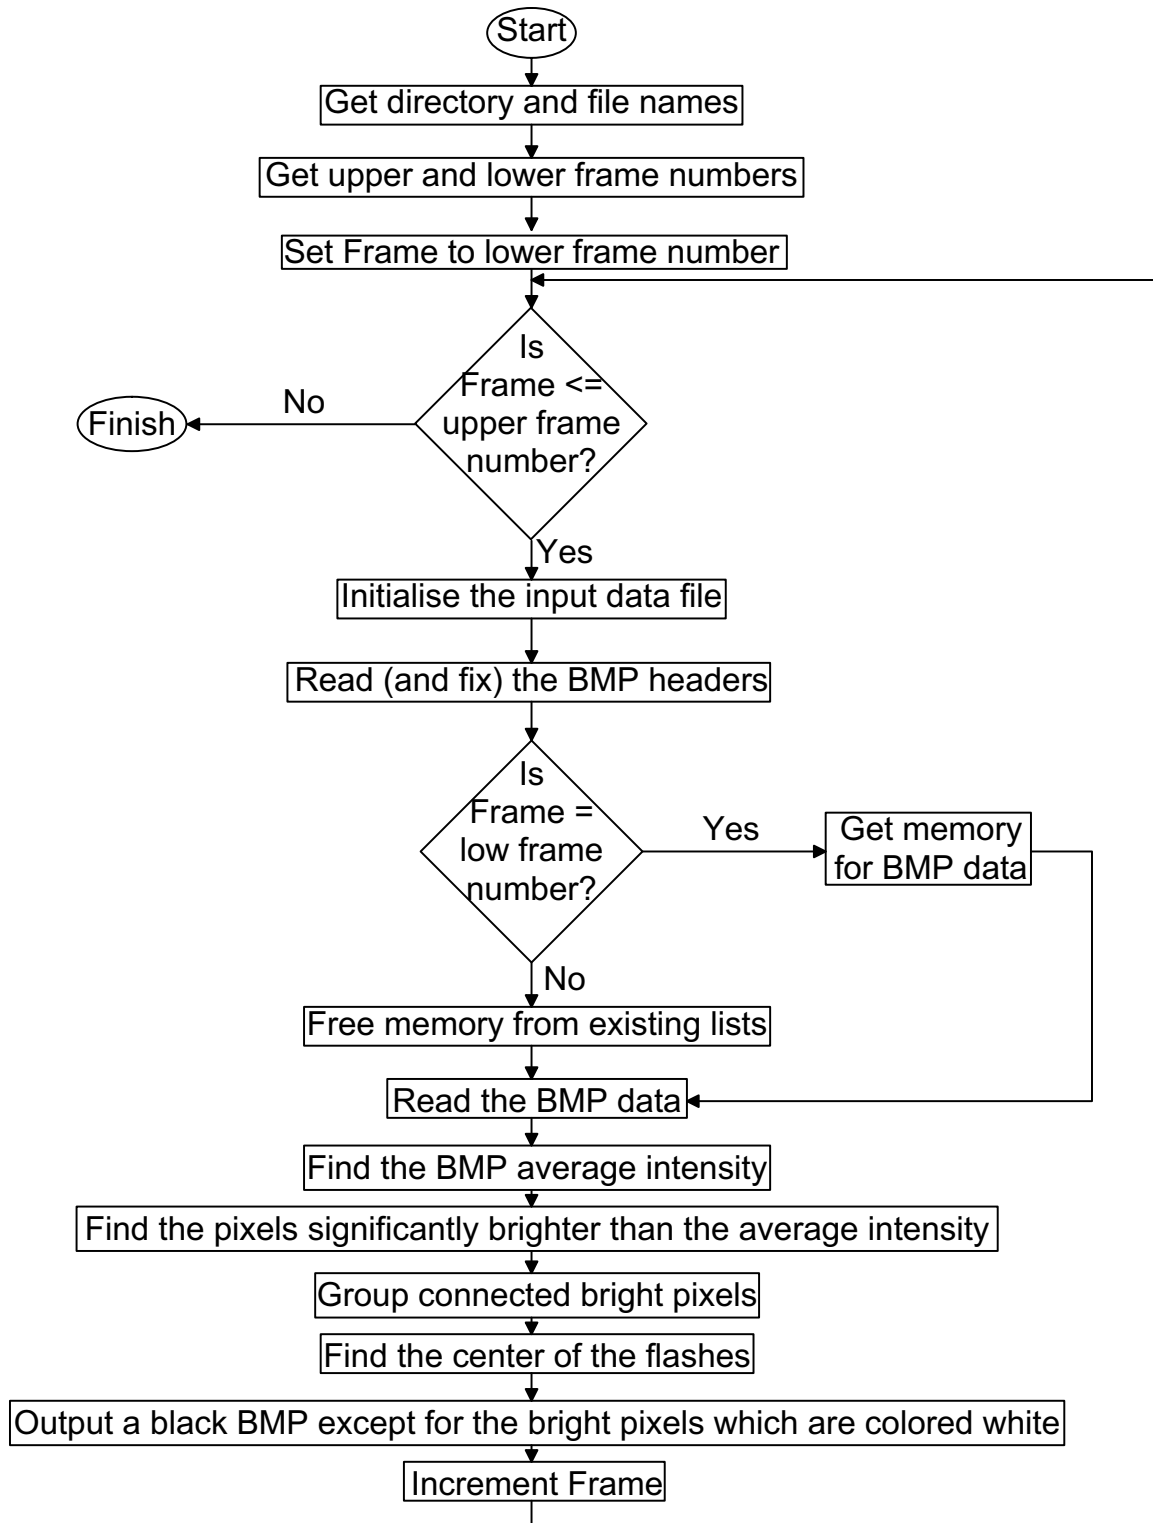 Start
Get directory and file names
Get upper and lower frame numbers
Set Frame to lower frame number
Is
Frame <=
upper frame
number?
No
Finish
Yes
Initialise the input data file
Read (and fix) the BMP headers
Is
Frame =
low frame
number?
Yes
Get memory
for BMP data
No
Free memory from existing lists
Read the BMP data
Find the BMP average intensity
Find the pixels significantly brighter than the average intensity
Group connected bright pixels
Find the center of the flashes
Output a black BMP except for the bright pixels which are colored white
Increment Frame